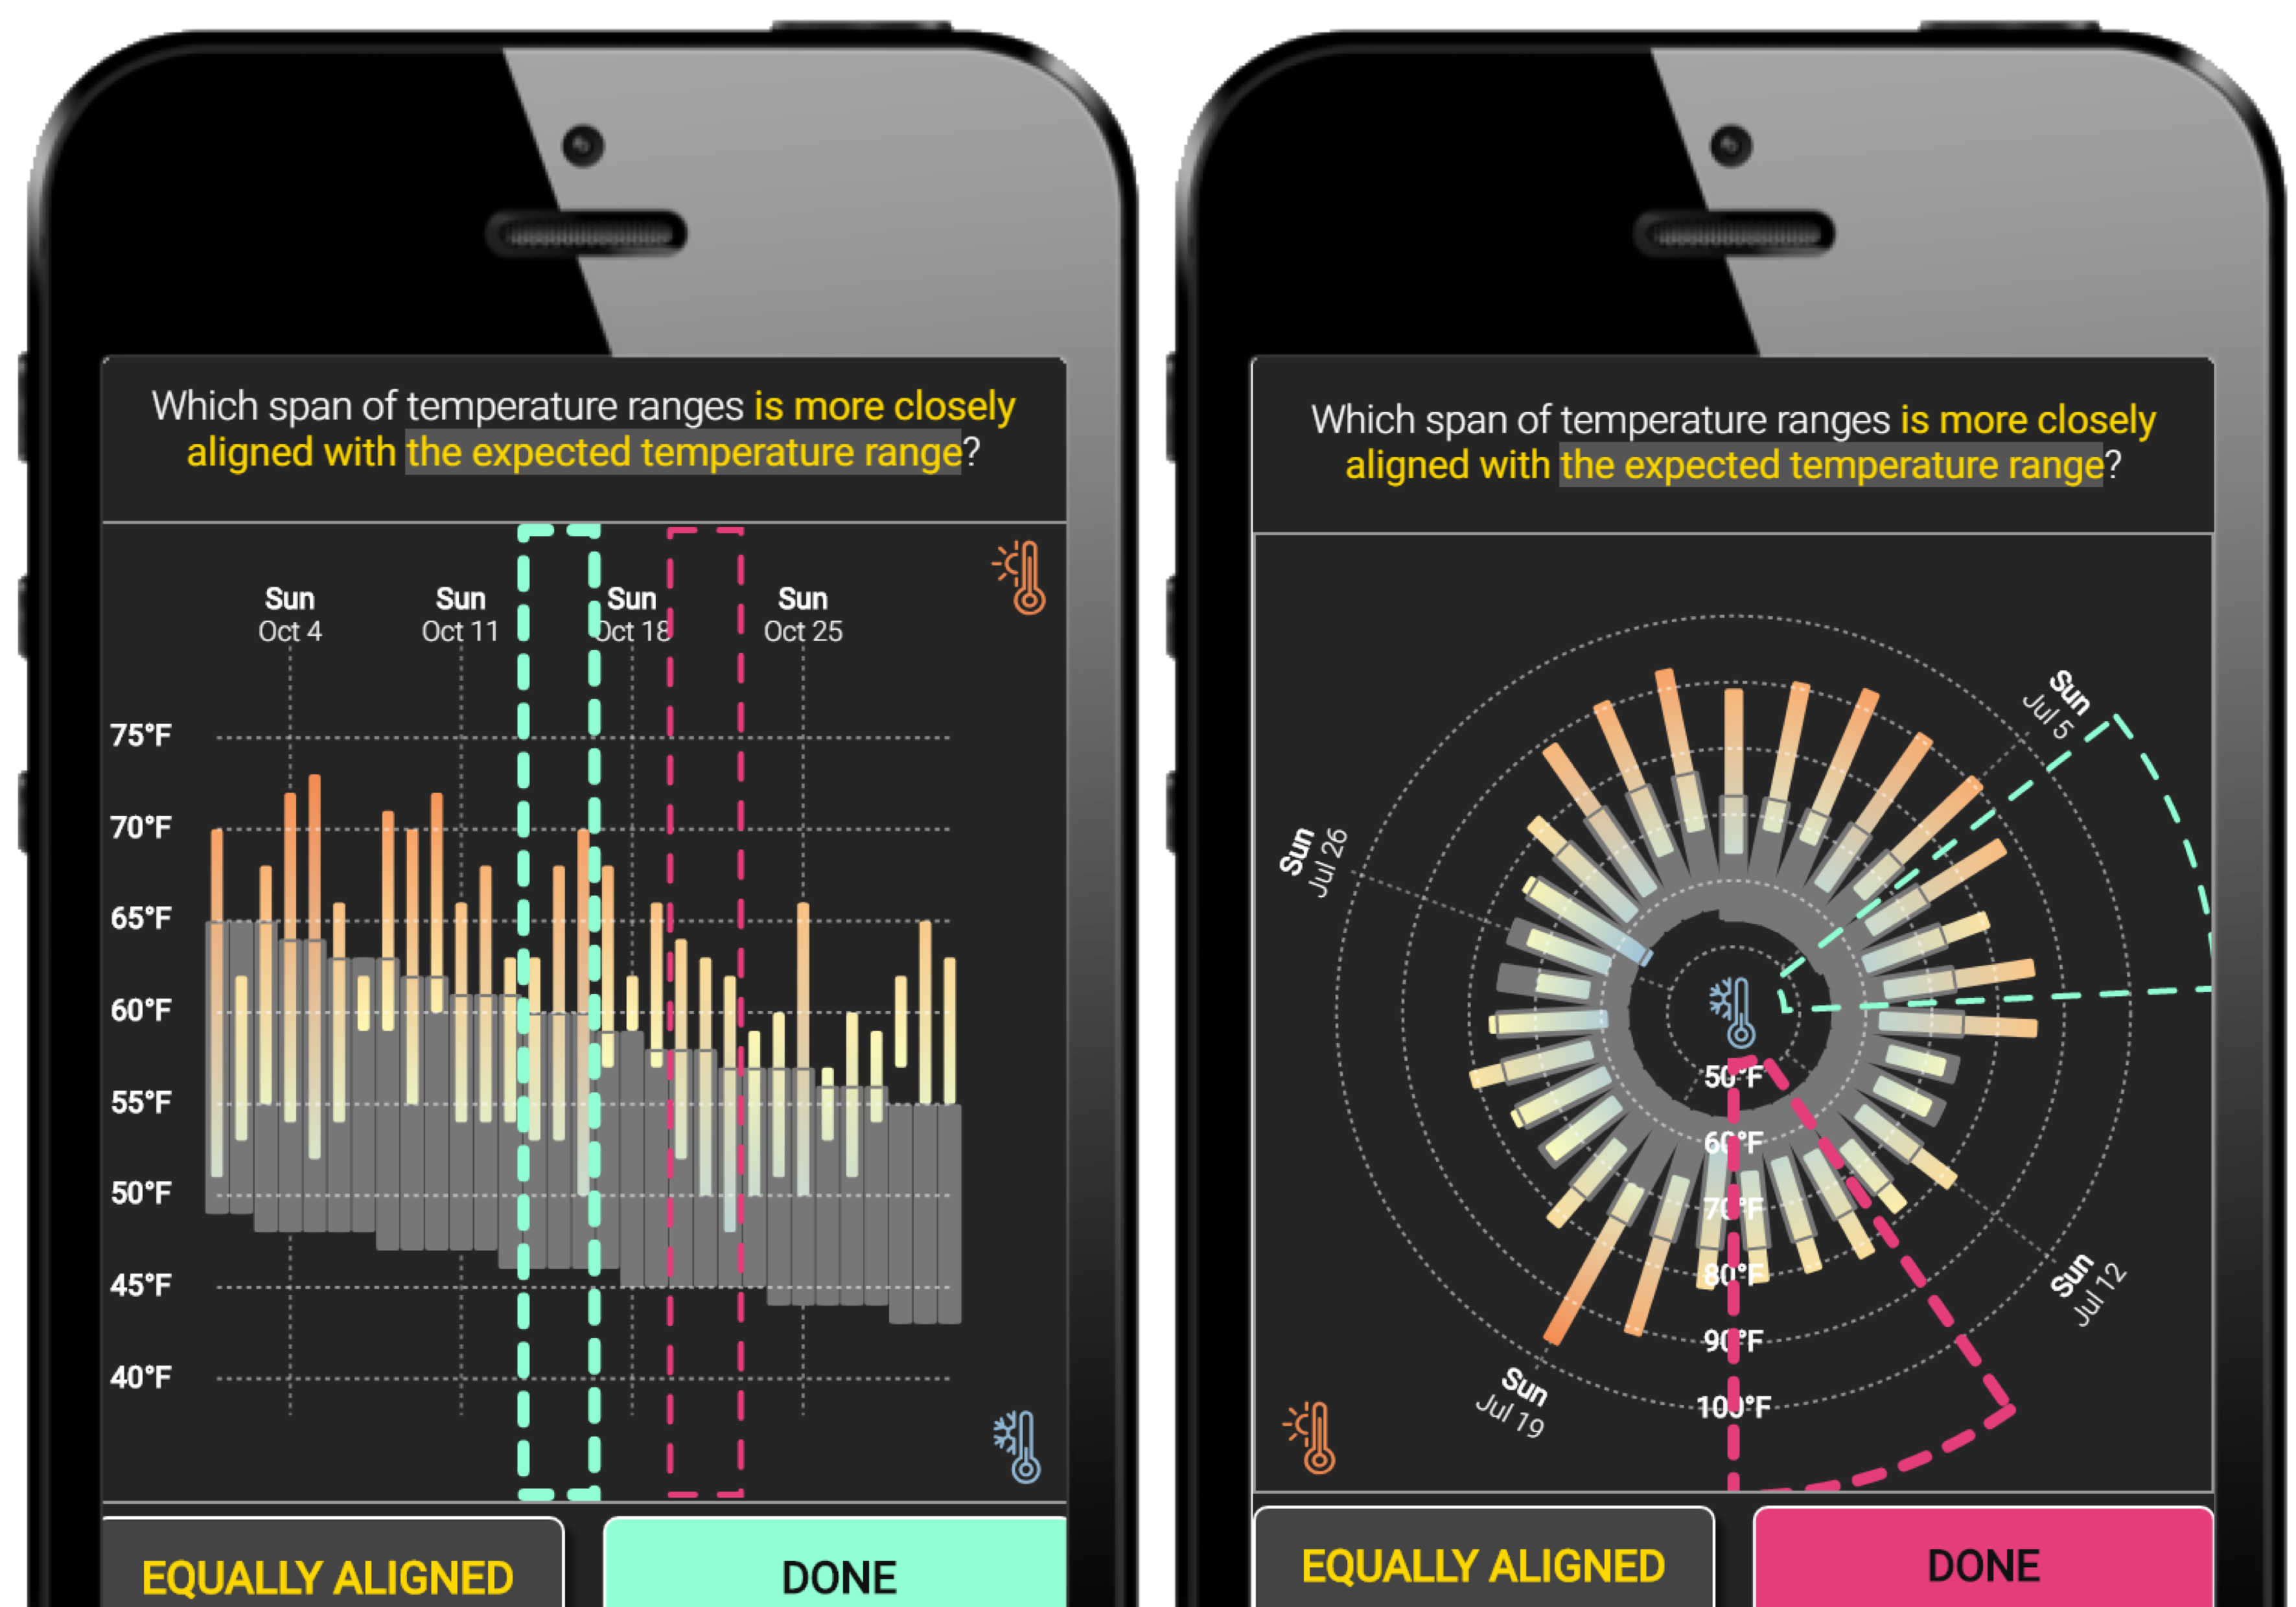 Which span of temperature ranges is more closely
aligned with the expected temperature range?
Sun
Oct 4
Sun
Oct 11
Sun
Oct 18
Sun
Oct 25
75°F
70°F
65°F
60°F
55°F
50°F
45°F
40°F
EQUALLY ALIGNED
DONE
Which span of temperature ranges is more closely
aligned with the expected temperature range?
Sun
Jul 5
Sun
Jul 26
50°F
60°F
70°F
80°F
90°F
100°F
Sun
Jul 12
Sun
Jul 19
EQUALLY ALIGNED
DONE